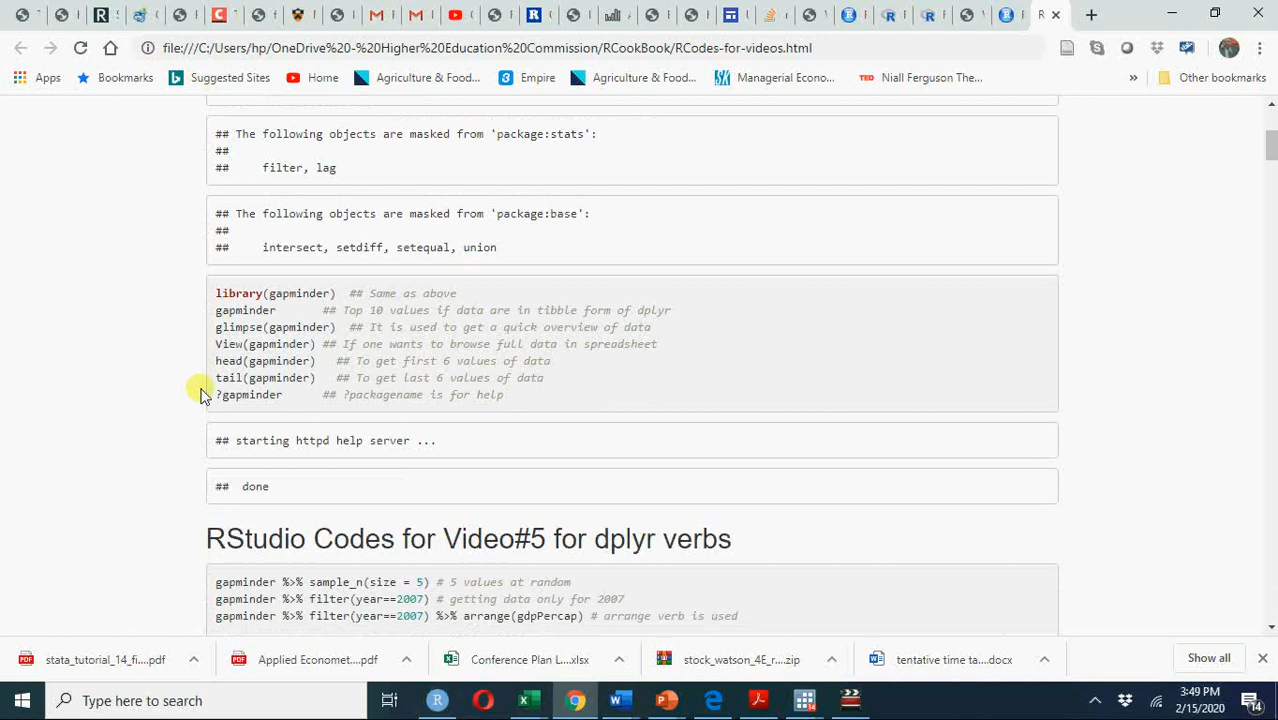 file:///C:/Users/hp/OneDrive%20-%20Higher%20Education%20Commission/RCookBook/RCodes-for-videos.html
Apps
Bookmarks
Suggested Sites
Home
Agriculture & Food...
Empire
Agriculture & Food...
Managerial Econo...
TED Niall Ferguson The...
»
Other bookmarks
## The following objects are masked from 'package:stats':
##
##     filter, lag
## The following objects are masked from 'package:base':
##
##     intersect, setdiff, setequal, union
library(gapminder)  ## Same as above
gapminder       ## Top 10 values if data are in tibble form of dplyr
glimpse(gapminder)  ## It is used to get a quick overview of data
View(gapminder) ## If one wants to browse full data in spreadsheet
head(gapminder)   ## To get first 6 values of data
tail(gapminder)   ## To get last 6 values of data
?gapminder      ## ?packagename is for help
## starting httpd help server ...
##  done
RStudio Codes for Video#5 for dplyr verbs
gapminder %>% sample_n(size = 5) # 5 values at random
gapminder %>% filter(year==2007) # getting data only for 2007
gapminder %>% filter(year==2007) %>% arrange(gdpPercap) # arrange verb is used
stata_tutorial_14_fi....pdf
Applied Economet....pdf
Conference Plan L....xlsx
stock_watson_4E_r....zip
tentative time ta....docx
Show all
Type here to search
3:49 PM
2/15/2020
14